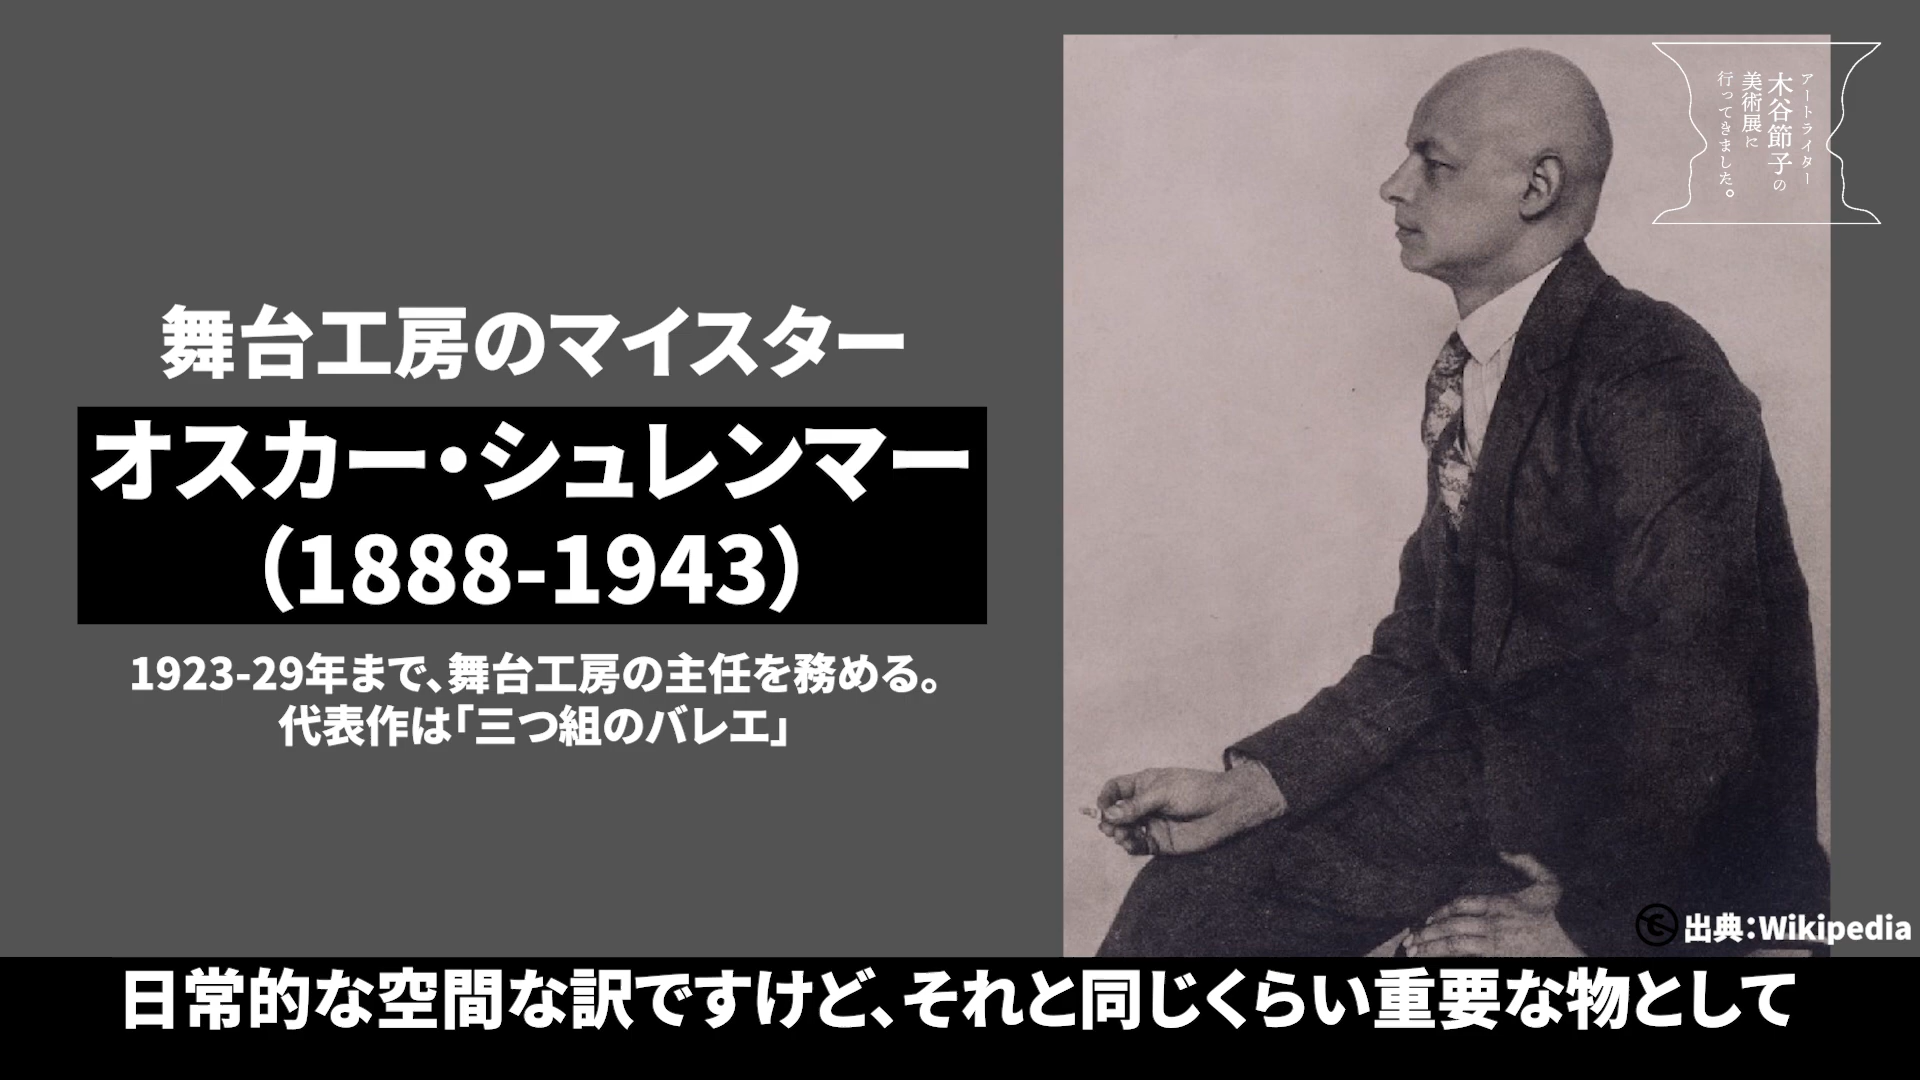 アートライター
木谷節子の
美術展に
行ってきました。
舞台工房のマイスター
オスカー・シュレンマー
(1888-1943)
1923-29年まで、舞台工房の主任を務める。
代表作は「三つ組のバレエ」
出典：Wikipedia
日常的な空間な訳ですけど、それと同じくらい重要な物として